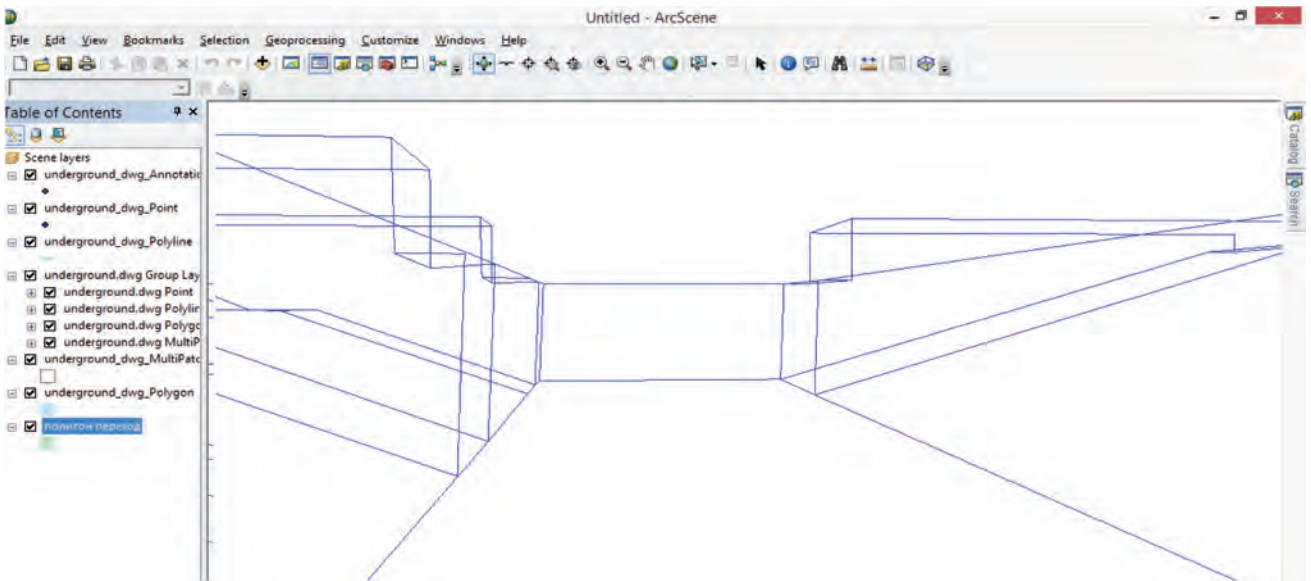 Untitled - ArcScene
File Edit View Bookmarks Selection Geoprocessing Customize Windows Help
Table of Contents
Scene layers
underground_dwg_Annotatic
underground_dwg_Point
underground_dwg_Polyline
underground.dwg Group Lay
underground.dwg Point
underground.dwg Polylir
underground.dwg Polygo
underground.dwg MultiP
underground_dwg_MultiPatc
underground_dwg_Polygon
полигон переход
Catalog
Search